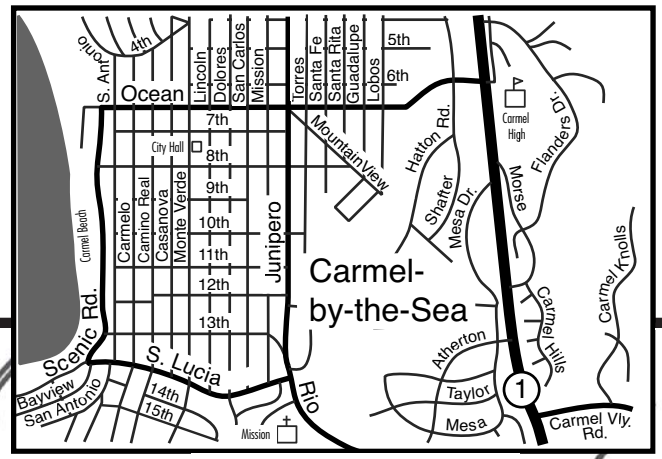 S. Antonio
4th
Lincoln
Dolores
San Carlos
Mission
Torres
Santa Fe
Santa Rita
Guadalupe
Lobos
5th
6th
Ocean
7th
City Hall
8th
9th
10th
11th
12th
13th
Mountain View
Hatton Rd.
Shafter
Mesa Dr.
Carmel
High
Flanders Dr.
Morse
Carmel Beach
Carmelo
Camino Real
Casanova
Monte Verde
Junipero
Carmel-
by-the-Sea
Carmel Knolls
Carmel Hills
Scenic Rd.
S. Lucia
Atherton
Taylor
Mesa
1
Bayview
San Antonio
14th
15th
Mission
Rio
Carmel Vly.
Rd.